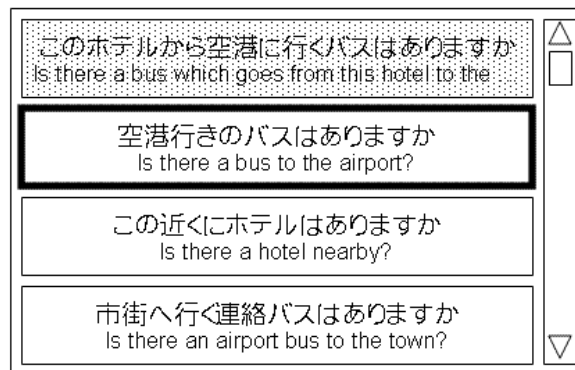 このホテルから空港に行くバスはありますか
Is there a bus which goes from this hotel to the
空港行きのバスはありますか
Is there a bus to the airport?
この近くにホテルはありますか
Is there a hotel nearby?
市街へ行く連絡バスはありますか
Is there an airport bus to the town?